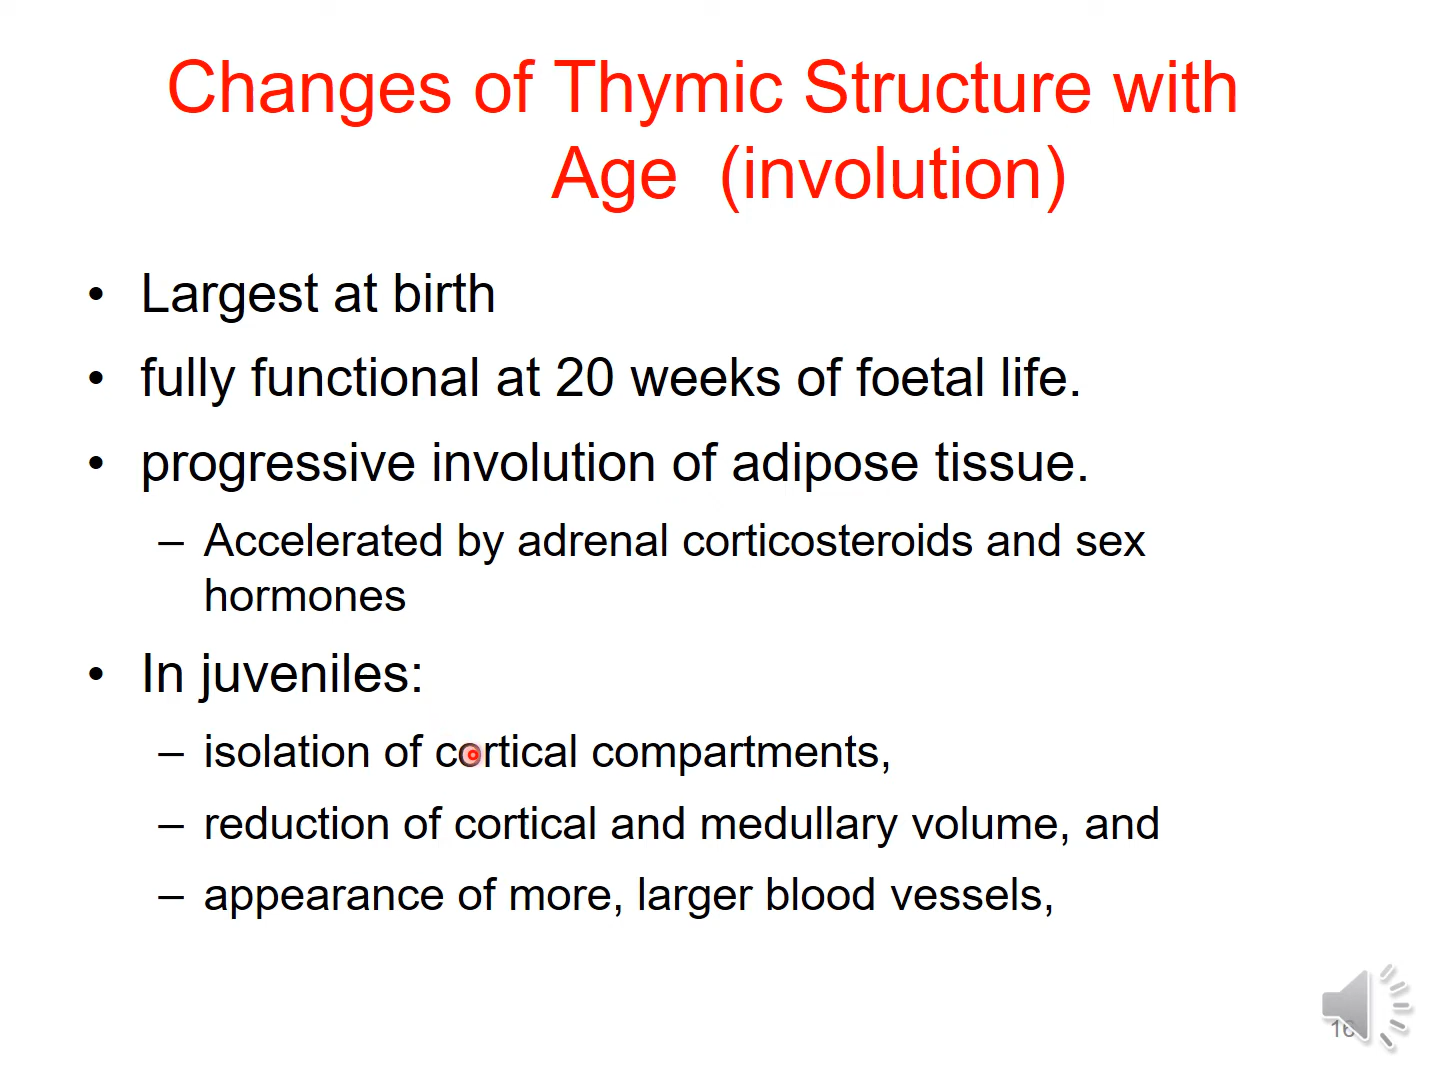 Changes of Thymic Structure with
Age (involution)
• Largest at birth
• fully functional at 20 weeks of foetal life.
• progressive involution of adipose tissue.
– Accelerated by adrenal corticosteroids and sex
hormones
• In juveniles:
– isolation of cortical compartments,
– reduction of cortical and medullary volume, and
– appearance of more, larger blood vessels,
16